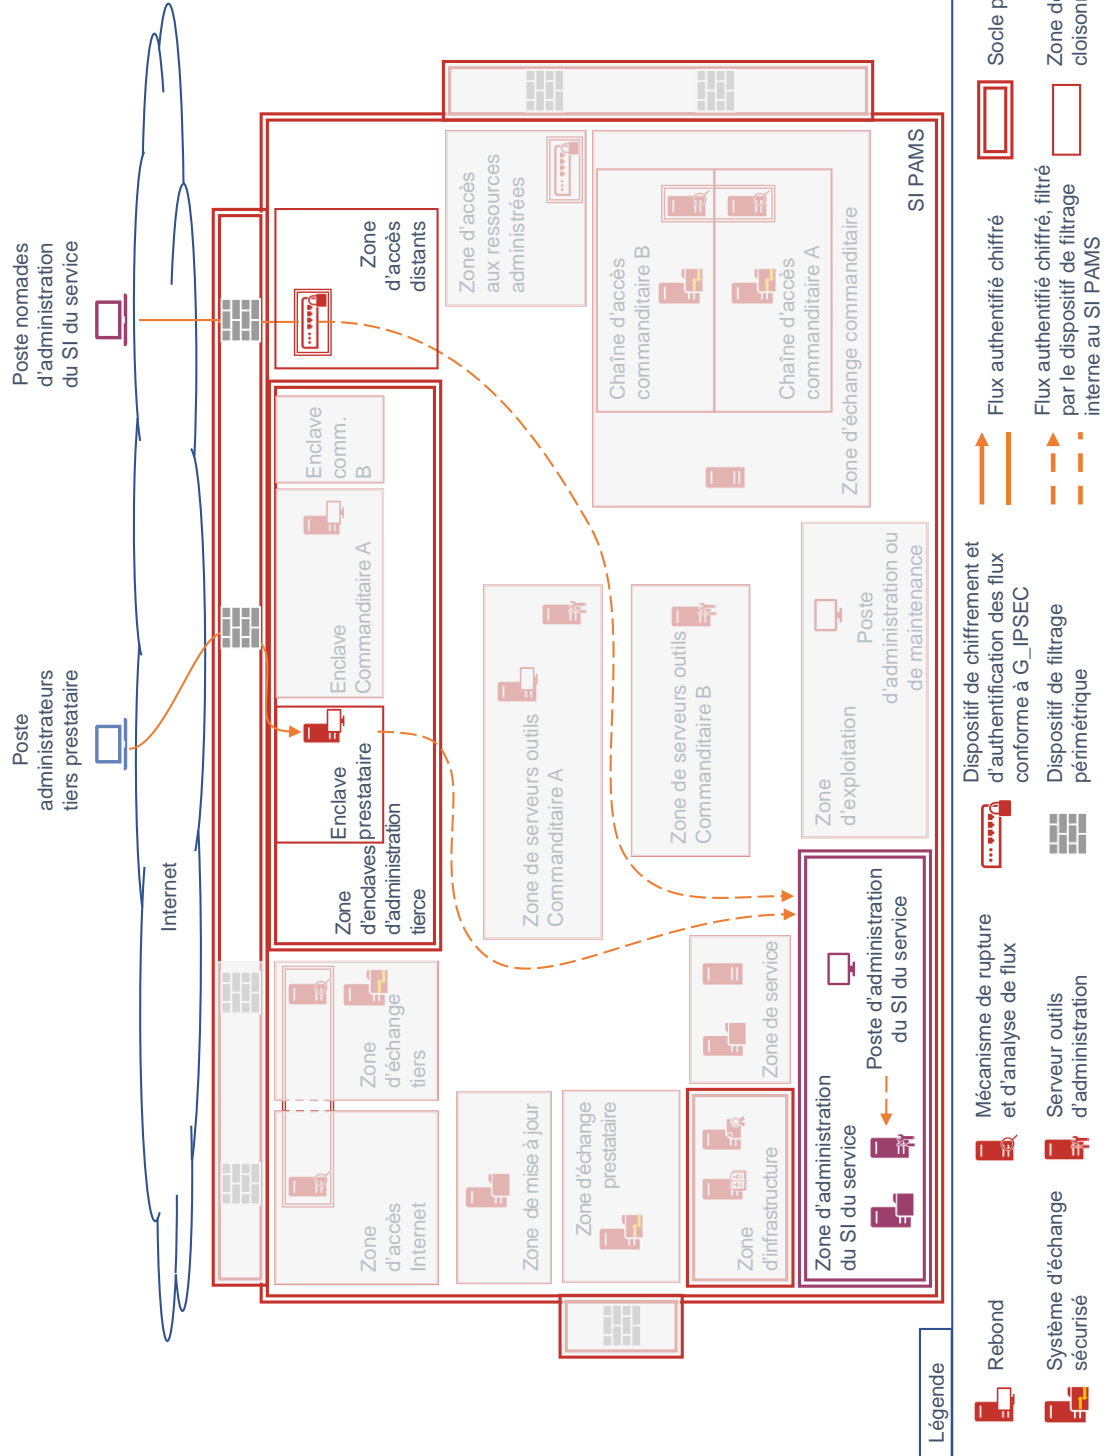 Poste nomades
d'administration
du SI du service
Poste
administrateurs
tiers prestataire
Internet
Zone
d'accès
distants
Enclave
comm.
B
Enclave
Commanditaire A
Enclave
prestataire
Zone
d'enclaves
d'administration
tierce
Zone
d'échange
tiers
Zone
d'accès
Internet
Zone d'accès
aux ressources
administrées
SI PAMS
Chaîne d'accès
commanditaire B
Chaîne d'accès
commanditaire A
Zone d'échange commanditaire
Zone de serveurs outils
Commanditaire A
Zone de serveurs outils
Commanditaire B
Zone
d'exploitation
Poste
d'administration ou
de maintenance
Zone de mise à jour
Zone d'échange
prestataire
Zone de service
Zone
d'infrastructure
Zone d'administration
du SI du service
Poste d'administration
du SI du service
Légende
Rebond
Système d'échange
sécurisé
Mécanisme de rupture
et d'analyse de flux
Serveur outils
d'administration
Dispositif de chiffrement et
d'authentification des flux
conforme à G_IPSEC
Dispositif de filtrage
périmétrique
Flux authentifié chiffré
Flux authentifié chiffré, filtré
par le dispositif de filtrage
interne au SI PAMS
Socle
Zone